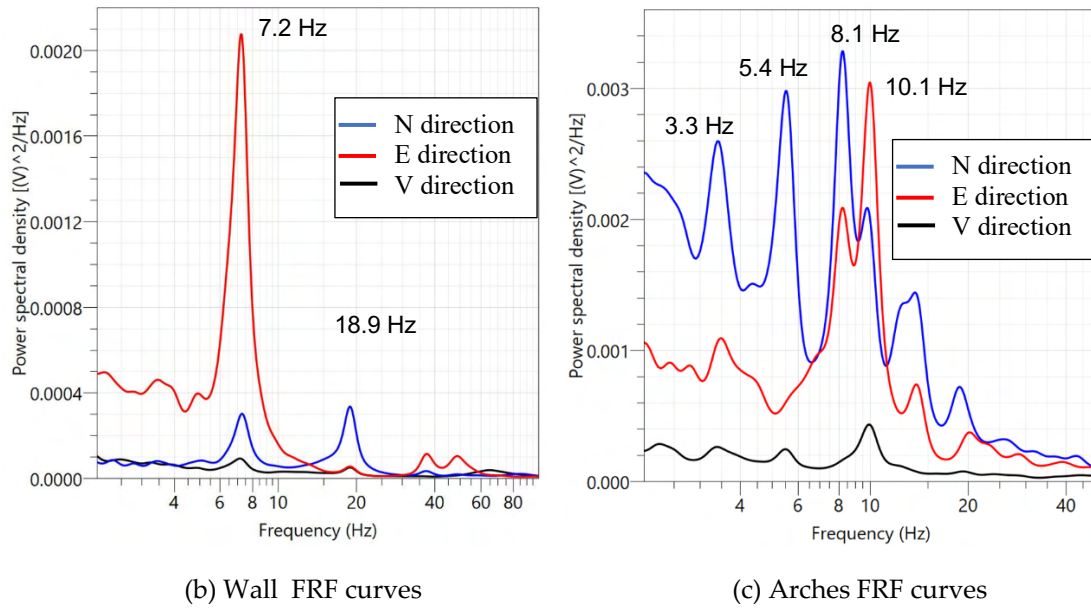 7.2 Hz
0.0020
0.0016
0.0012
0.0008
0.0004
0.0000
Power spectral density [(V)^2/Hz]
N direction
E direction
V direction
18.9 Hz
4 6 8 10 20 40 60 80
Frequency (Hz)
(b) Wall FRF curves
8.1 Hz
5.4 Hz
10.1 Hz
3.3 Hz
0.003
0.002
0.001
0.000
Power spectral density [(V)^2/Hz]
N direction
E direction
V direction
4 6 8 10 20 40
Frequency (Hz)
(c) Arches FRF curves